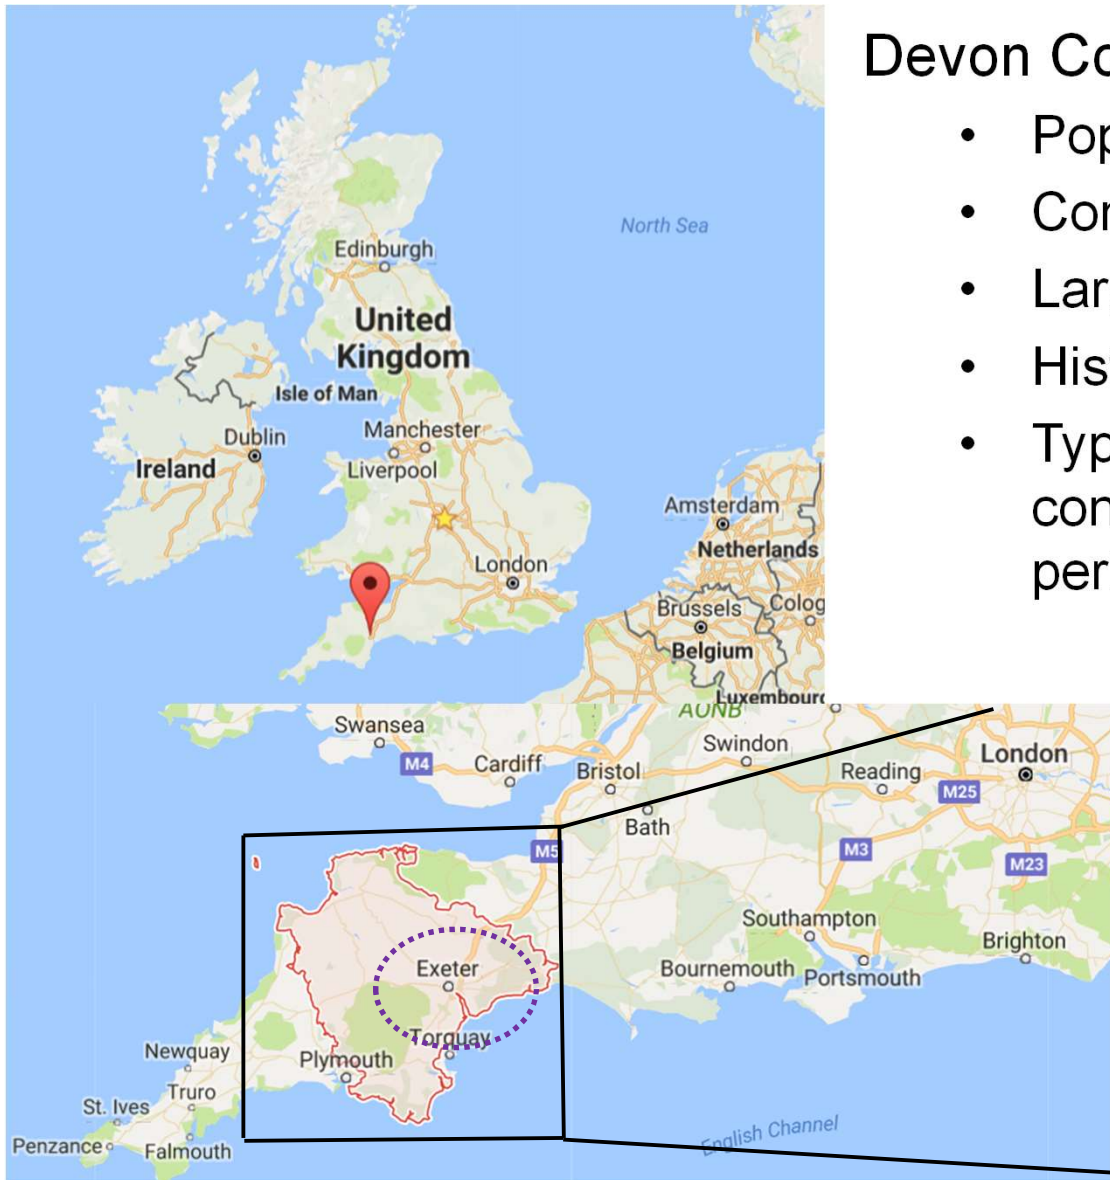 Devon Co
• Pop
• Con
• Lar
• His
• Typ
con
per
North Sea
Edinburgh
United
Kingdom
Isle of Man
Dublin
Manchester
Ireland
Liverpool
Amsterdam
Netherlands
London
Brussels
Colog
Belgium
Luxembourg
AONB
Swansea
M4
Cardiff
Bristol
Swindon
Reading
London
M25
Bath
M5
M3
M23
Southampton
Brighton
Exeter
Bournemouth
Portsmouth
Torquay
Newquay
Plymouth
Truro
St. Ives
Penzance
Falmouth
English Channel